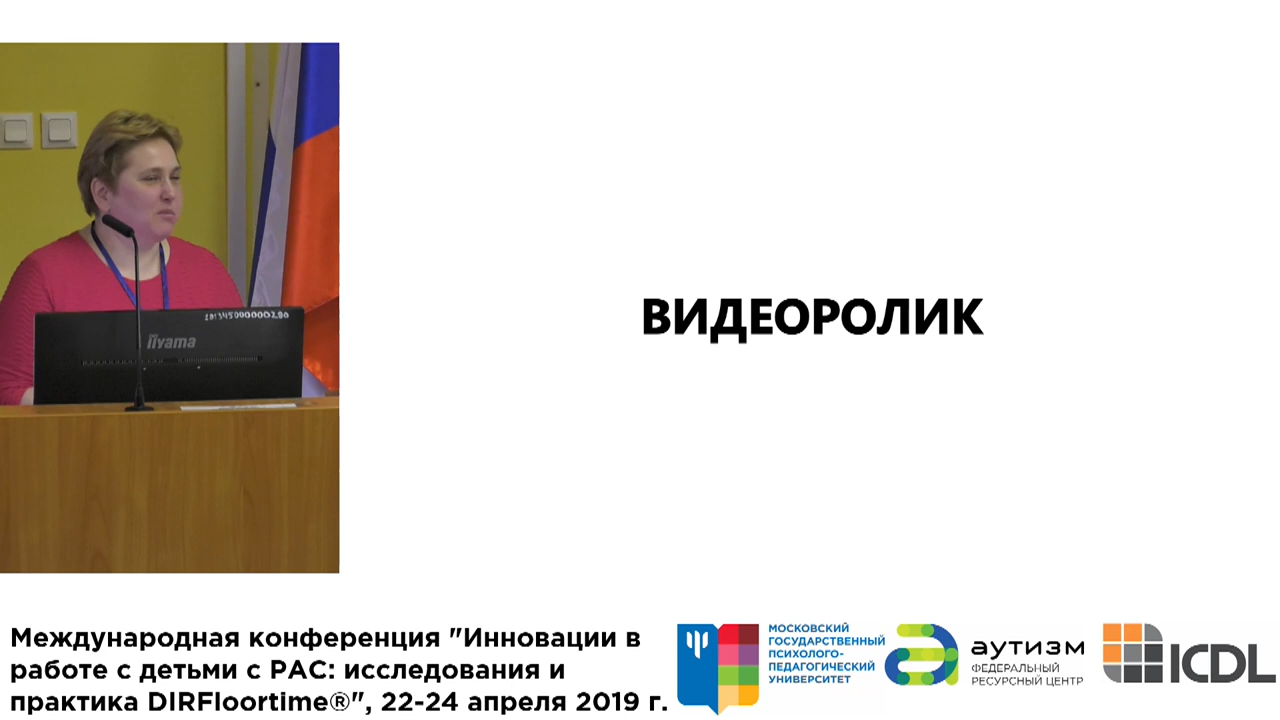 ВИДЕОРОЛИК
iiyama
Международная конференция "Инновации в
работе с детьми с РАС: исследования и
практика DIRFloortime®", 22-24 апреля 2019 г.
МОСКОВСКИЙ
ГОСУДАРСТВЕННЫЙ
ПСИХОЛОГО-
ПЕДАГОГИЧЕСКИЙ
УНИВЕРСИТЕТ
аутизм
ФЕДЕРАЛЬНЫЙ
РЕСУРСНЫЙ ЦЕНТР
ICDL